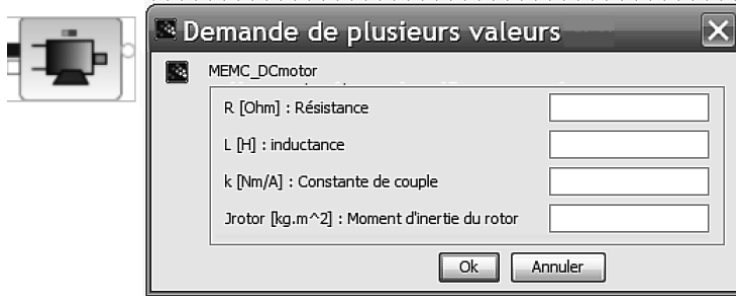 Demande de plusieurs valeurs
MEMC_DCmotor
R [Ohm] : Résistance
L [H] : inductance
k [Nm/A] : Constante de couple
Jrotor [kg.m^2] : Moment d'inertie du rotor
Ok Annuler